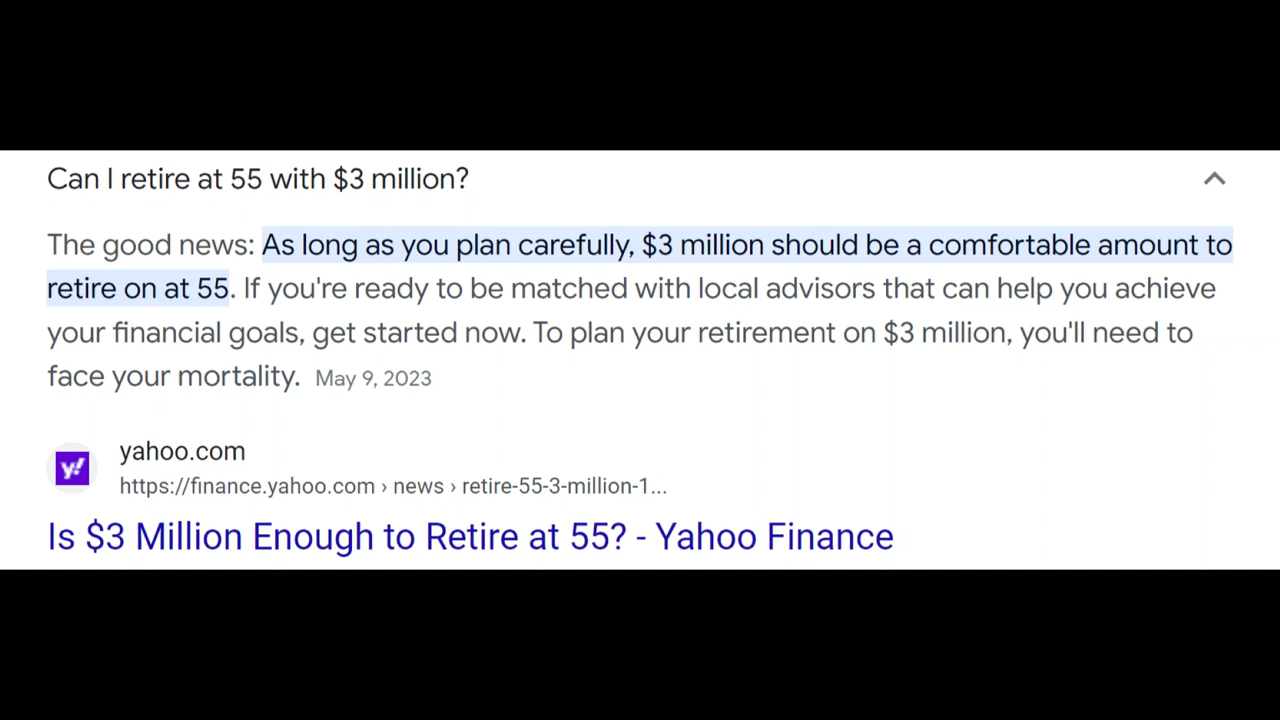 Can I retire at 55 with $3 million?
The good news: As long as you plan carefully, $3 million should be a comfortable amount to
retire on at 55. If you're ready to be matched with local advisors that can help you achieve
your financial goals, get started now. To plan your retirement on $3 million, you'll need to
face your mortality. May 9, 2023
y!
yahoo.com
https://finance.yahoo.com › news › retire-55-3-million-1...
Is $3 Million Enough to Retire at 55? - Yahoo Finance